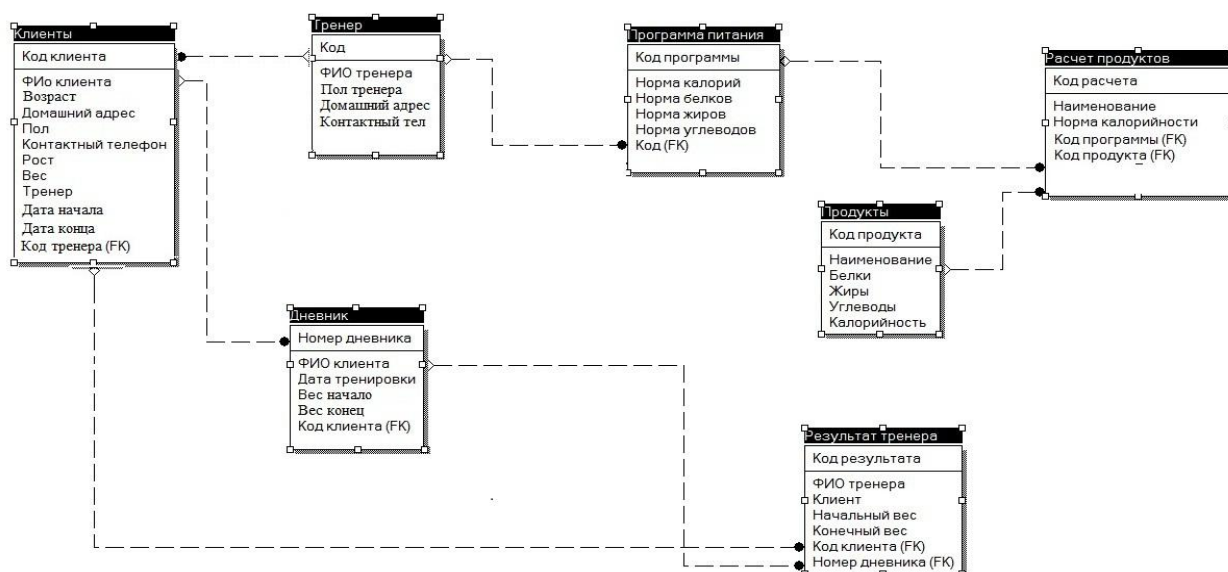 Клиенты
Код клиента
ФИо клиента
Возраст
Домашний адрес
Пол
Контактный телефон
Рост
Вес
Тренер
Дата начала
Дата конца
Код тренера (FK)
Тренер
Код
ФИО тренера
Пол тренера
Домашний адрес
Контактный тел
Программа питания
Код программы
Норма калорий
Норма белков
Норма жиров
Норма углеводов
Код (FK)
Расчет продуктов
Код расчета
Наименование
Норма калорийности
Код программы (FK)
Код продукта (FK)
Продукты
Код продукта
Наименование
Белки
Жиры
Углеводы
Калорийность
Дневник
Номер дневника
ФИО клиента
Дата тренировки
Вес начало
Вес конец
Код клиента (FK)
Результат тренера
Код результата
ФИО тренера
Клиент
Начальный вес
Конечный вес
Код клиента (FK)
Номер дневника (FK)